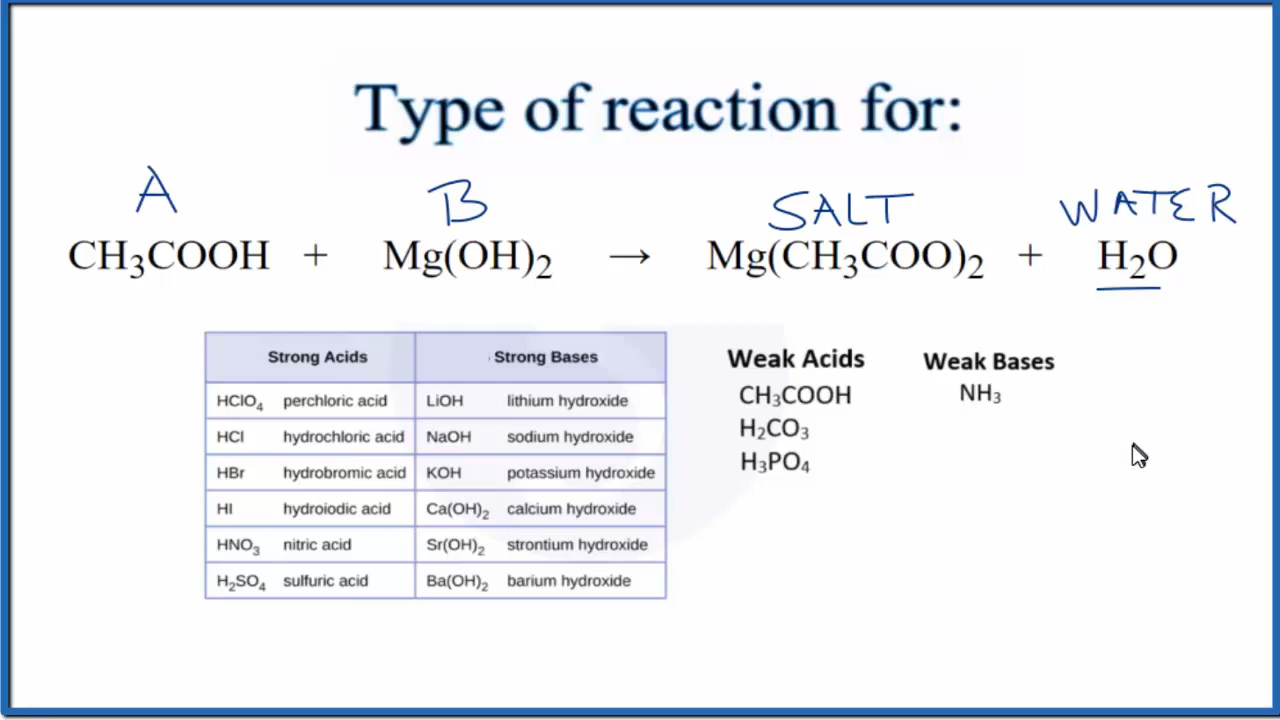 Type of reaction for:
A B SALT WATER
CH₃COOH + Mg(OH)₂ → Mg(CH₃COO)₂ + H₂O
Strong Acids Strong Bases
HClO₄ perchloric acid LiOH lithium hydroxide
HCl hydrochloric acid NaOH sodium hydroxide
HBr hydrobromic acid KOH potassium hydroxide
HI hydroiodic acid Ca(OH)₂ calcium hydroxide
HNO₃ nitric acid Sr(OH)₂ strontium hydroxide
H₂SO₄ sulfuric acid Ba(OH)₂ barium hydroxide
Weak Acids Weak Bases
CH₃COOH NH₃
H₂CO₃
H₃PO₄